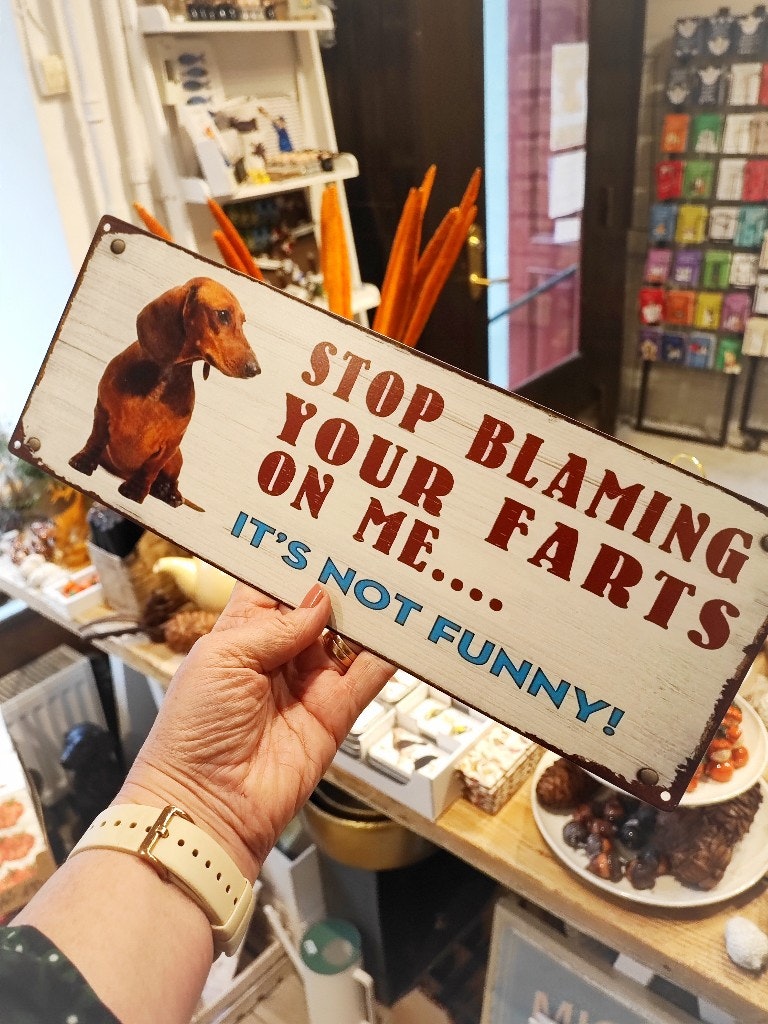 STOP BLAMING
YOUR FARTS
ON ME....
IT'S NOT FUNNY!